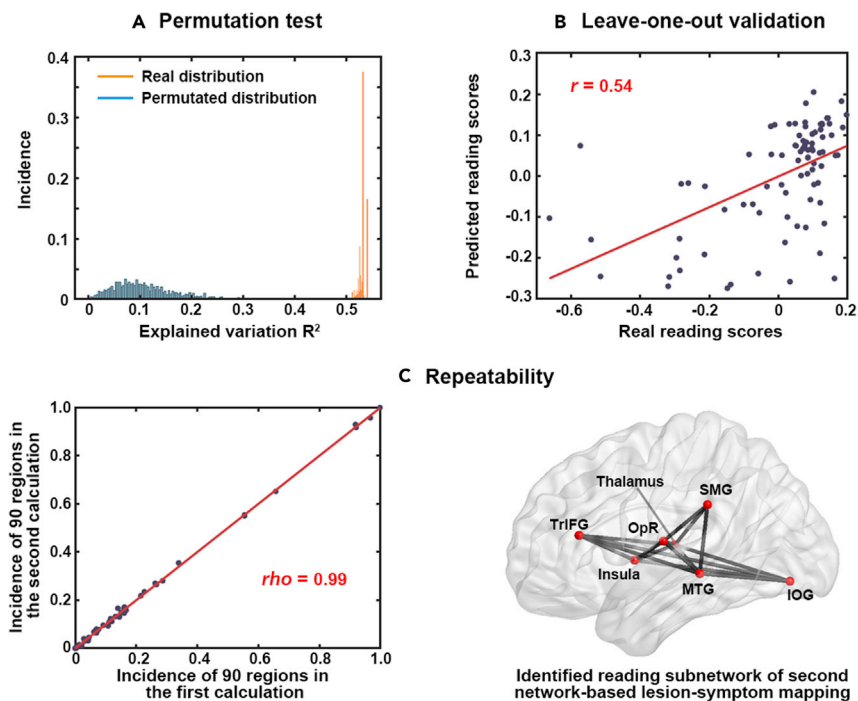 A Permutation test
0.4
0.3
0.2
0.1
0
Incidence
Real distribution
Permutated distribution
0
0.1
0.2
0.3
0.4
0.5
Explained variation R²
B Leave-one-out validation
0.3
0.2
0.1
0.0
-0.1
-0.2
-0.3
Predicted reading scores
r = 0.54
-0.6
-0.4
-0.2
0
0.2
Real reading scores
C Repeatability
1.0
0.8
0.6
0.4
0.2
0
Incidence of 90 regions in
the second calculation
rho = 0.99
0
0.2
0.4
0.6
0.8
1.0
Incidence of 90 regions in
the first calculation
Thalamus
SMG
TrIFG
OpR
Insula
MTG
IOG
Identified reading subnetwork of second
network-based lesion-symptom mapping